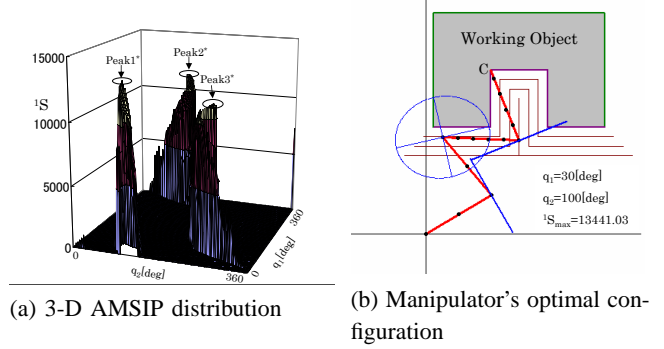 15000
Peak1*
Peak2*
Peak3*
¹S
10000
5000
0
0
q₂[deg]
360
0
q₁[deg]
360
(a) 3-D AMSIP distribution
Working Object
C
q₁=30[deg]
q₂=100[deg]
¹Sₘₐₓ=13441.03
(b) Manipulator's optimal con-
figuration